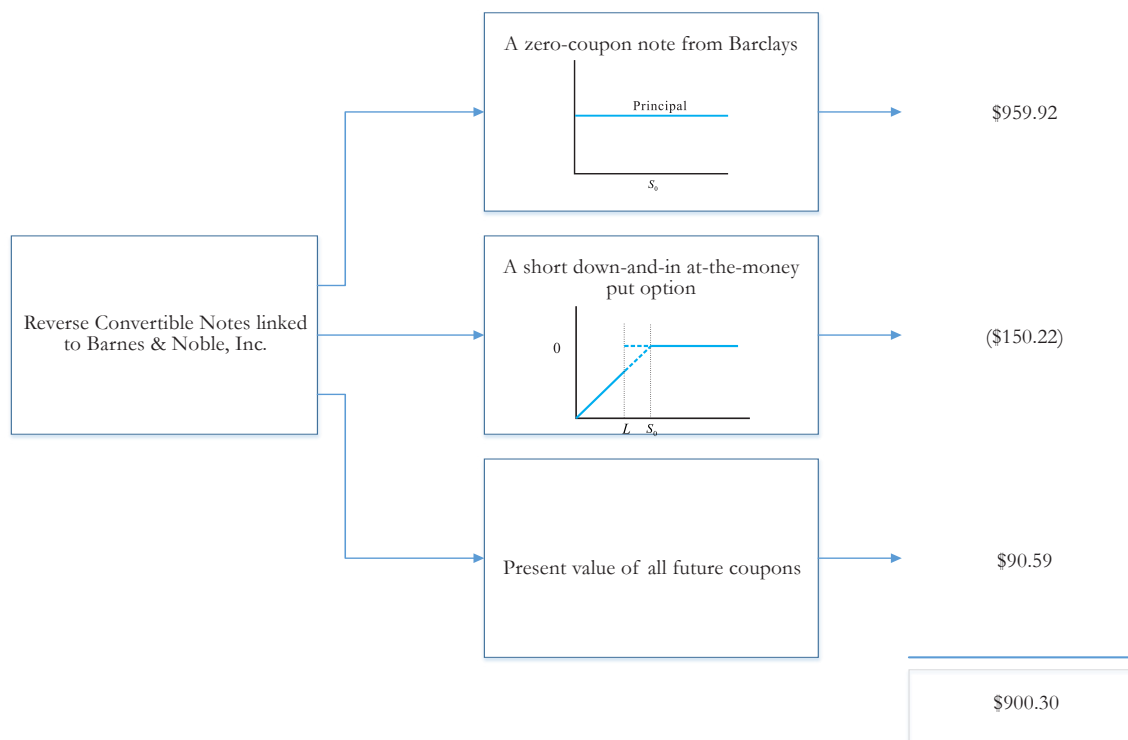 A zero-coupon note from Barclays
Principal
S₀
$959.92
Reverse Convertible Notes linked
to Barnes & Noble, Inc.
A short down-and-in at-the-money
put option
0
L S₀
($150.22)
Present value of all future coupons
$90.59
$900.30